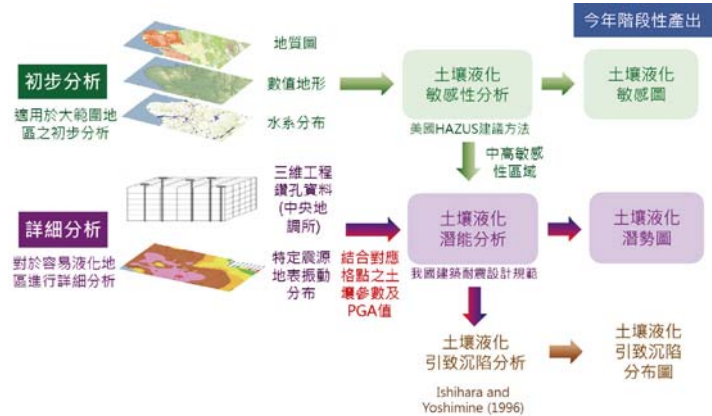 今年階段性產出
初步分析
適用於大範圍地
區之初步分析
地質圖
數值地形
水系分布
土壤液化
敏感性分析
美國HAZUS建議方法
土壤液化
敏感圖
中高敏感
性區域
詳細分析
對於容易液化地
區進行詳細分析
三維工程
鑽孔資料
(中央地
調所)
特定震源
地表振動
分布
結合對應
格點之土
壤參數及
PGA值
土壤液化
潛能分析
我國建築耐震設計規範
土壤液化
潛勢圖
土壤液化
引致沉陷分析
Ishihara and
Yoshimine (1996)
土壤液化
引致沉陷
分布圖